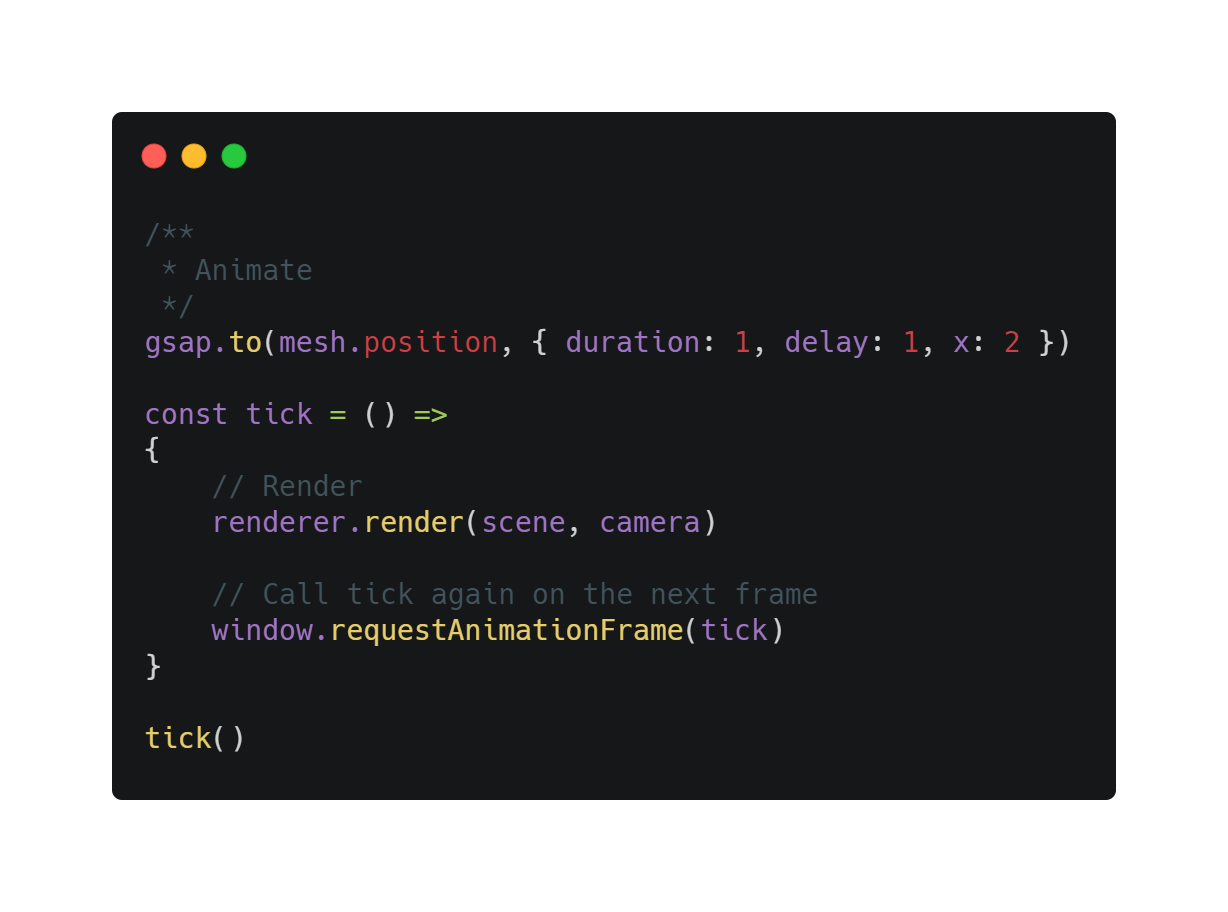 /**
 * Animate
 */
gsap.to(mesh.position, { duration: 1, delay: 1, x: 2 })

const tick = () =>
{
    // Render
    renderer.render(scene, camera)

    // Call tick again on the next frame
    window.requestAnimationFrame(tick)
}

tick()